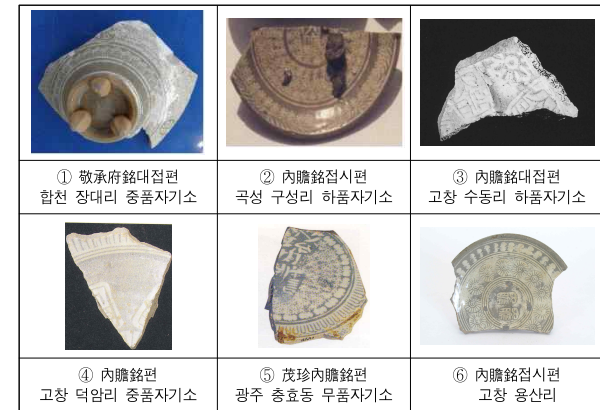 ① 敬承府銘대접편
합천 장대리 중품자기소
② 內贍銘접시편
곡성 구성리 하품자기소
③ 內贍銘대접편
고창 수동리 하품자기소
④ 內贍銘편
고창 덕암리 중품자기소
⑤ 茂珍內贍銘편
광주 충효동 무품자기소
⑥ 內贍銘접시편
고창 용산리